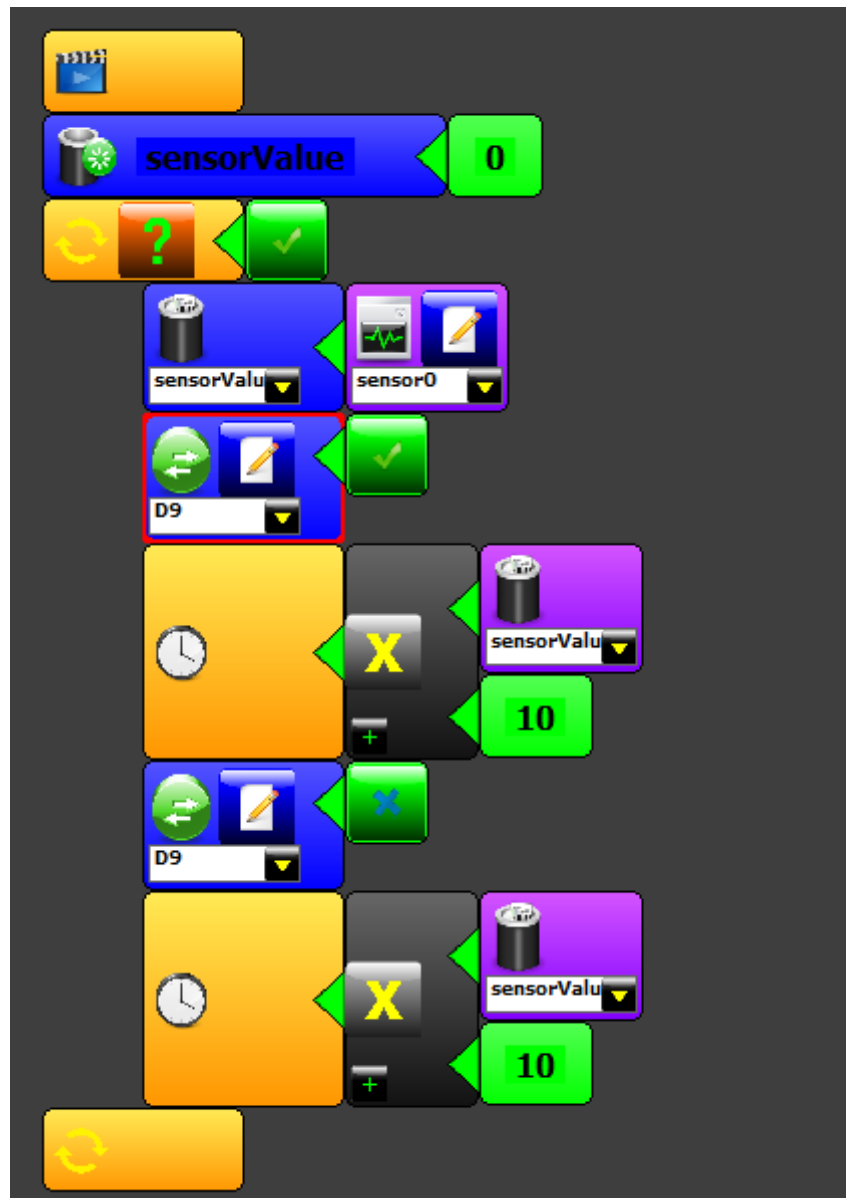 sensorValue 0
?
sensorValu sensor0
D9
X
sensorValu
10
+
D9
X
sensorValu
10
+